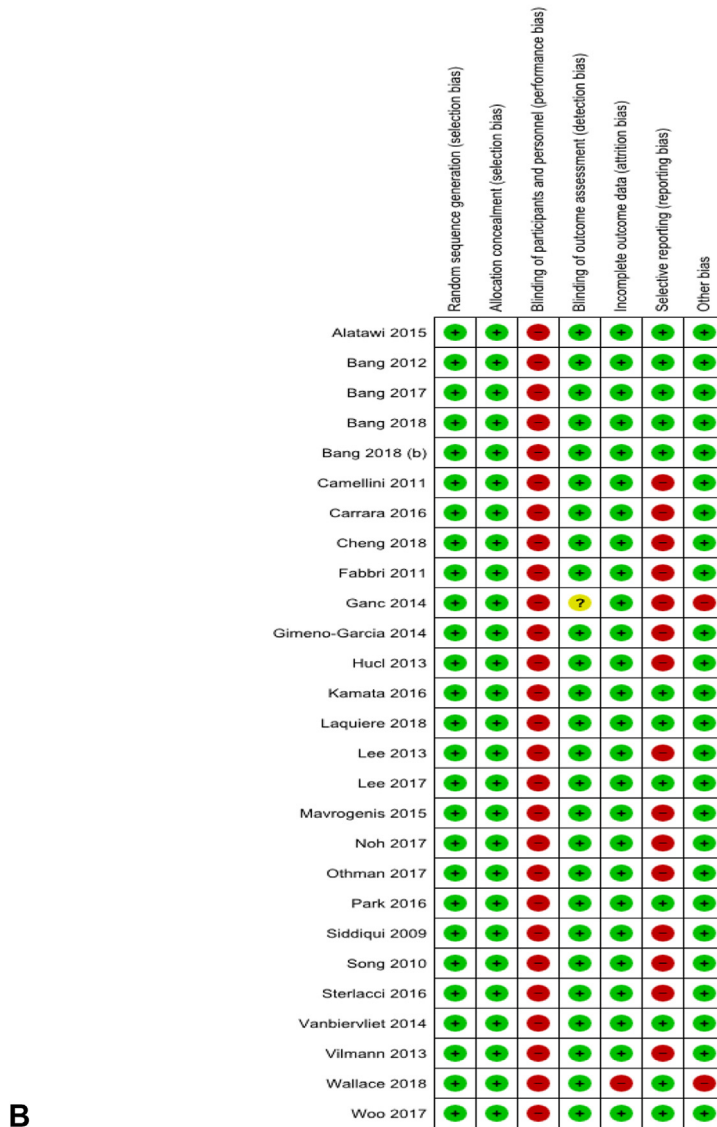 Random sequence generation (selection bias)
Allocation concealment (selection bias)
Blinding of participants and personnel (performance bias)
Blinding of outcome assessment (detection bias)
Incomplete outcome data (attrition bias)
Selective reporting (reporting bias)
Other bias
Alatawi 2015 + + - + + + +
Bang 2012 + + - + + + +
Bang 2017 + + - + + + +
Bang 2018 + + - + + + +
Bang 2018 (b) + + - + + + +
Camellini 2011 + + - + + - +
Carrara 2016 + + - + + - +
Cheng 2018 + + - + + - +
Fabbri 2011 + + - + + - +
Ganc 2014 + + - ? + - -
Gimeno-Garcia 2014 + + - + + - +
Hucl 2013 + + - + + - +
Kamata 2016 + + - + + + +
Laquiere 2018 + + - + + + +
Lee 2013 + + - + + - +
Lee 2017 + + - + + + +
Mavrogenis 2015 + + - + + - +
Noh 2017 + + - + + - +
Othman 2017 + + - + + - +
Park 2016 + + - + + + +
Siddiqui 2009 + + - + + - +
Song 2010 + + - + + - +
Sterlacci 2016 + + - + + - +
Vanbiervliet 2014 + + - + + + +
Vilmann 2013 + + - + + - +
Wallace 2018 + + - + - + -
Woo 2017 + + - + + + +
B